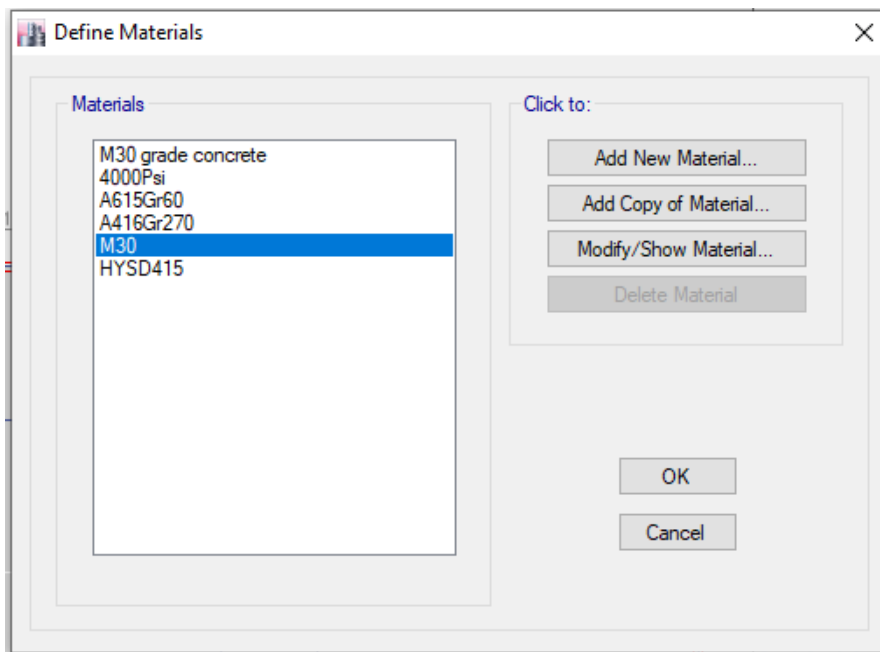 Define Materials
Materials
M30 grade concrete
4000Psi
A615Gr60
A416Gr270
M30
HYSD415
Click to:
Add New Material...
Add Copy of Material...
Modify/Show Material...
Delete Material
OK
Cancel